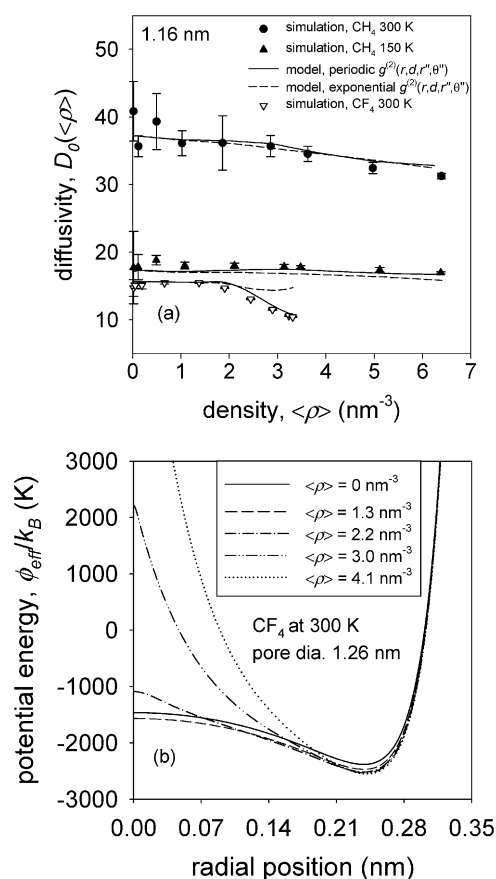 1.16 nm
simulation, CH4 300 K
simulation, CH4 150 K
model, periodic g(2)(r,d,r",θ")
model, exponential g(2)(r,d,r",θ")
simulation, CF4 300 K
diffusivity, D0(<ρ>)
50
40
30
20
10
(a)
0 1 2 3 4 5 6 7
density, <ρ> (nm-3)
3000
2000
1000
0
-1000
-2000
-3000
potential energy, ϕeff/kB (K)
<ρ> = 0 nm-3
<ρ> = 1.3 nm-3
<ρ> = 2.2 nm-3
<ρ> = 3.0 nm-3
<ρ> = 4.1 nm-3
CF4 at 300 K
pore dia. 1.26 nm
(b)
0.00 0.07 0.14 0.21 0.28 0.35
radial position (nm)